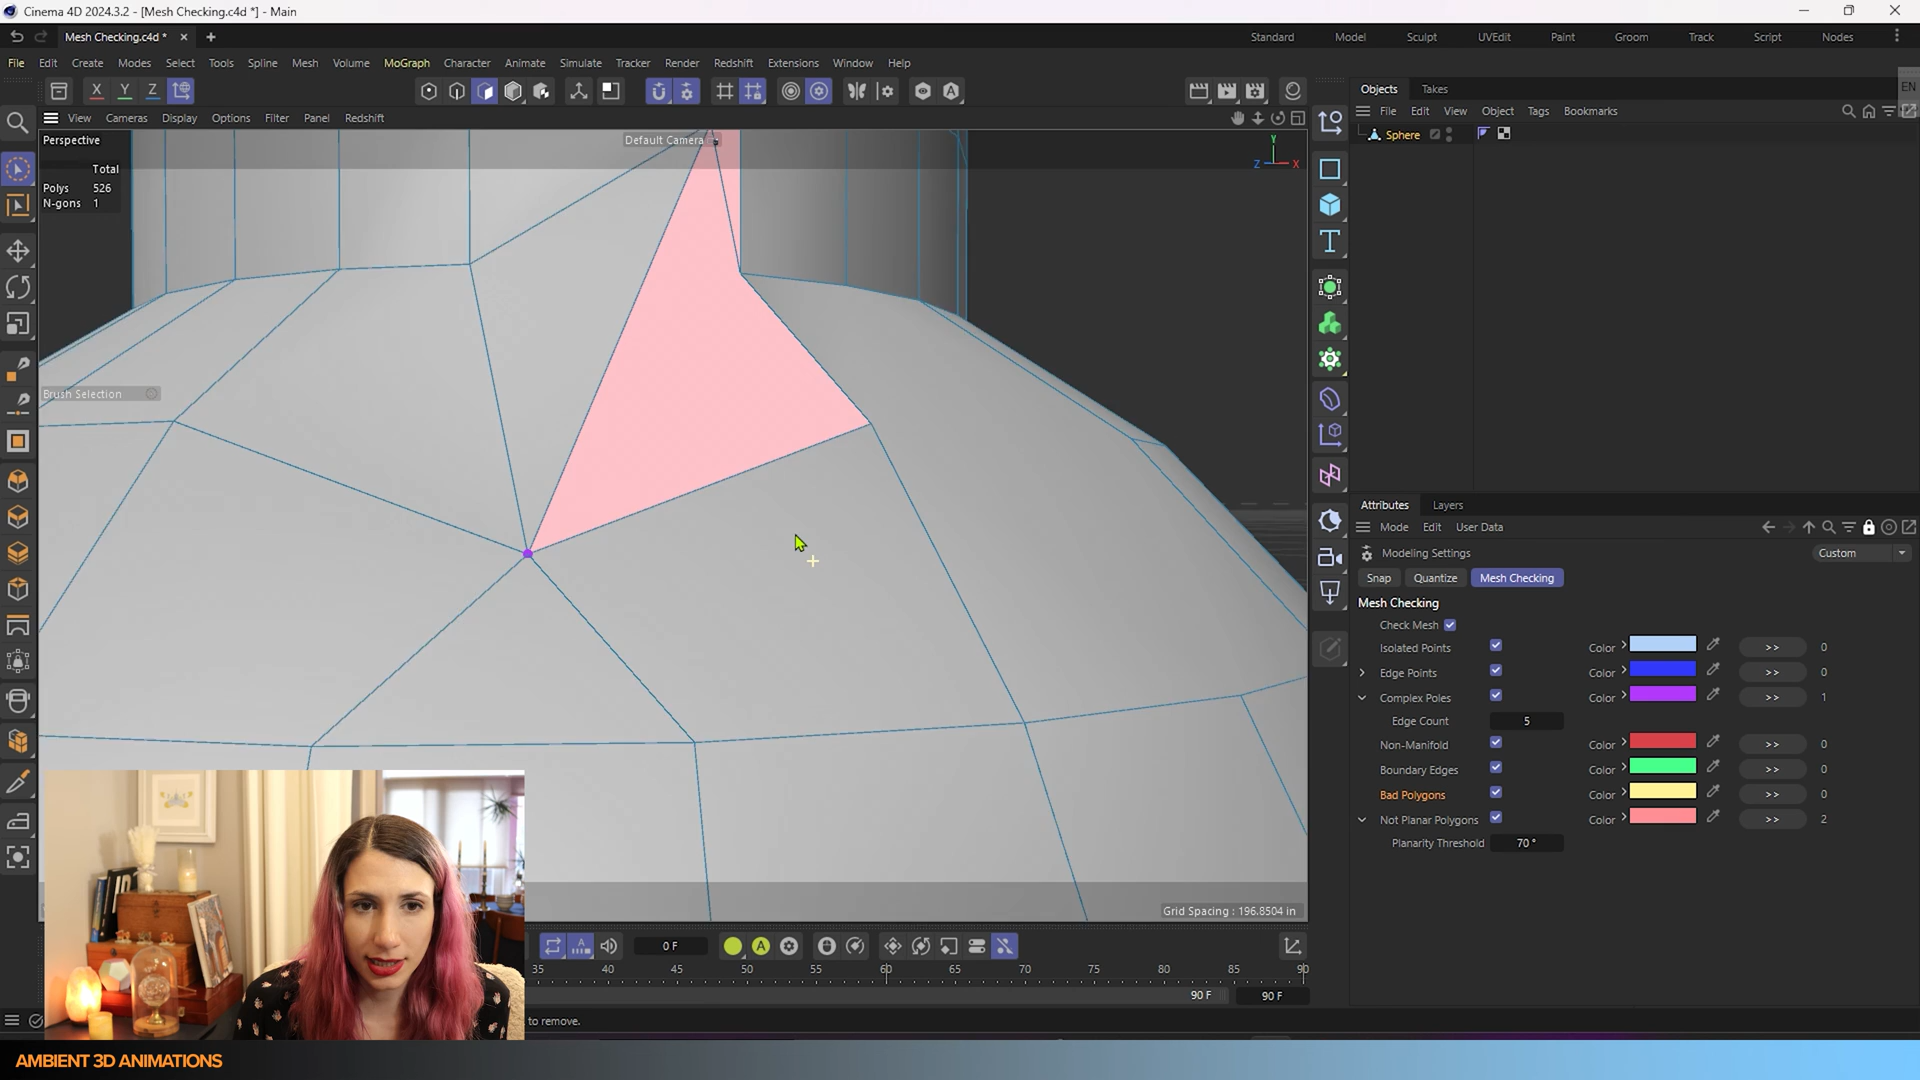 Cinema 4D 2024.3.2 - [Mesh Checking.c4d *] - Main
Mesh Checking.c4d *
Standard Model Sculpt UVEdit Paint Groom Track Script Nodes
File Edit Create Modes Select Tools Spline Mesh Volume MoGraph Character Animate Simulate Tracker Render Redshift Extensions Window Help
X Y Z
Objects Takes
EN
View Cameras Display Options Filter Panel Redshift
File Edit View Object Tags Bookmarks
Perspective
Default Camera
Y
Z X
Sphere
Total
Polys 526
N-gons 1
Brush Selection
Attributes Layers
Mode Edit User Data
Modeling Settings
Custom
Snap Quantize Mesh Checking
Mesh Checking
Check Mesh
Isolated Points Color >> 0
Edge Points Color >> 0
Complex Poles Color >> 1
Edge Count 5
Non-Manifold Color >> 0
Boundary Edges Color >> 0
Bad Polygons Color >> 0
Not Planar Polygons Color >> 2
Planarity Threshold 70 °
Grid Spacing : 196.8504 in
0 F
35 40 45 50 55 60 65 70 75 80 85 90
90 F 90 F
to remove.
AMBIENT 3D ANIMATIONS